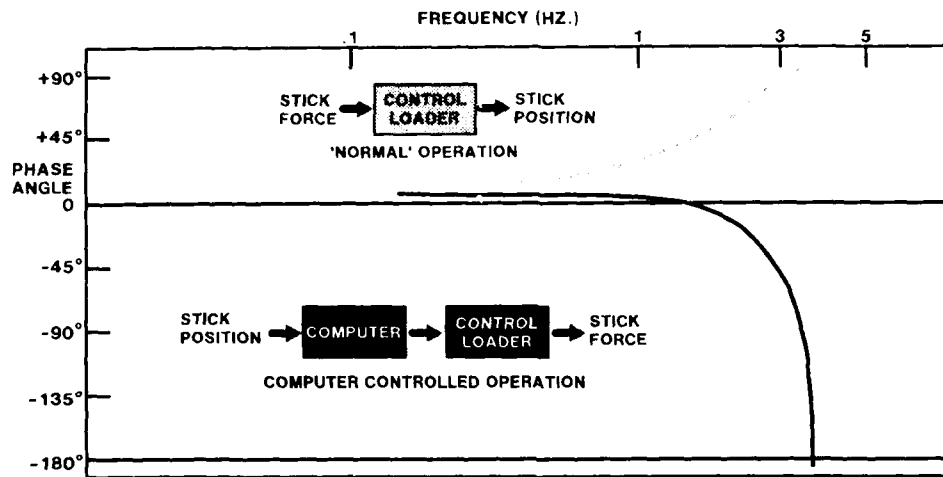 FREQUENCY (HZ.)
.1 1 3 5
+90°
STICK FORCE
CONTROL LOADER
STICK POSITION
+45°
'NORMAL' OPERATION
PHASE ANGLE
0
-45°
STICK POSITION
COMPUTER
CONTROL LOADER
STICK FORCE
-90°
COMPUTER CONTROLLED OPERATION
-135°
-180°